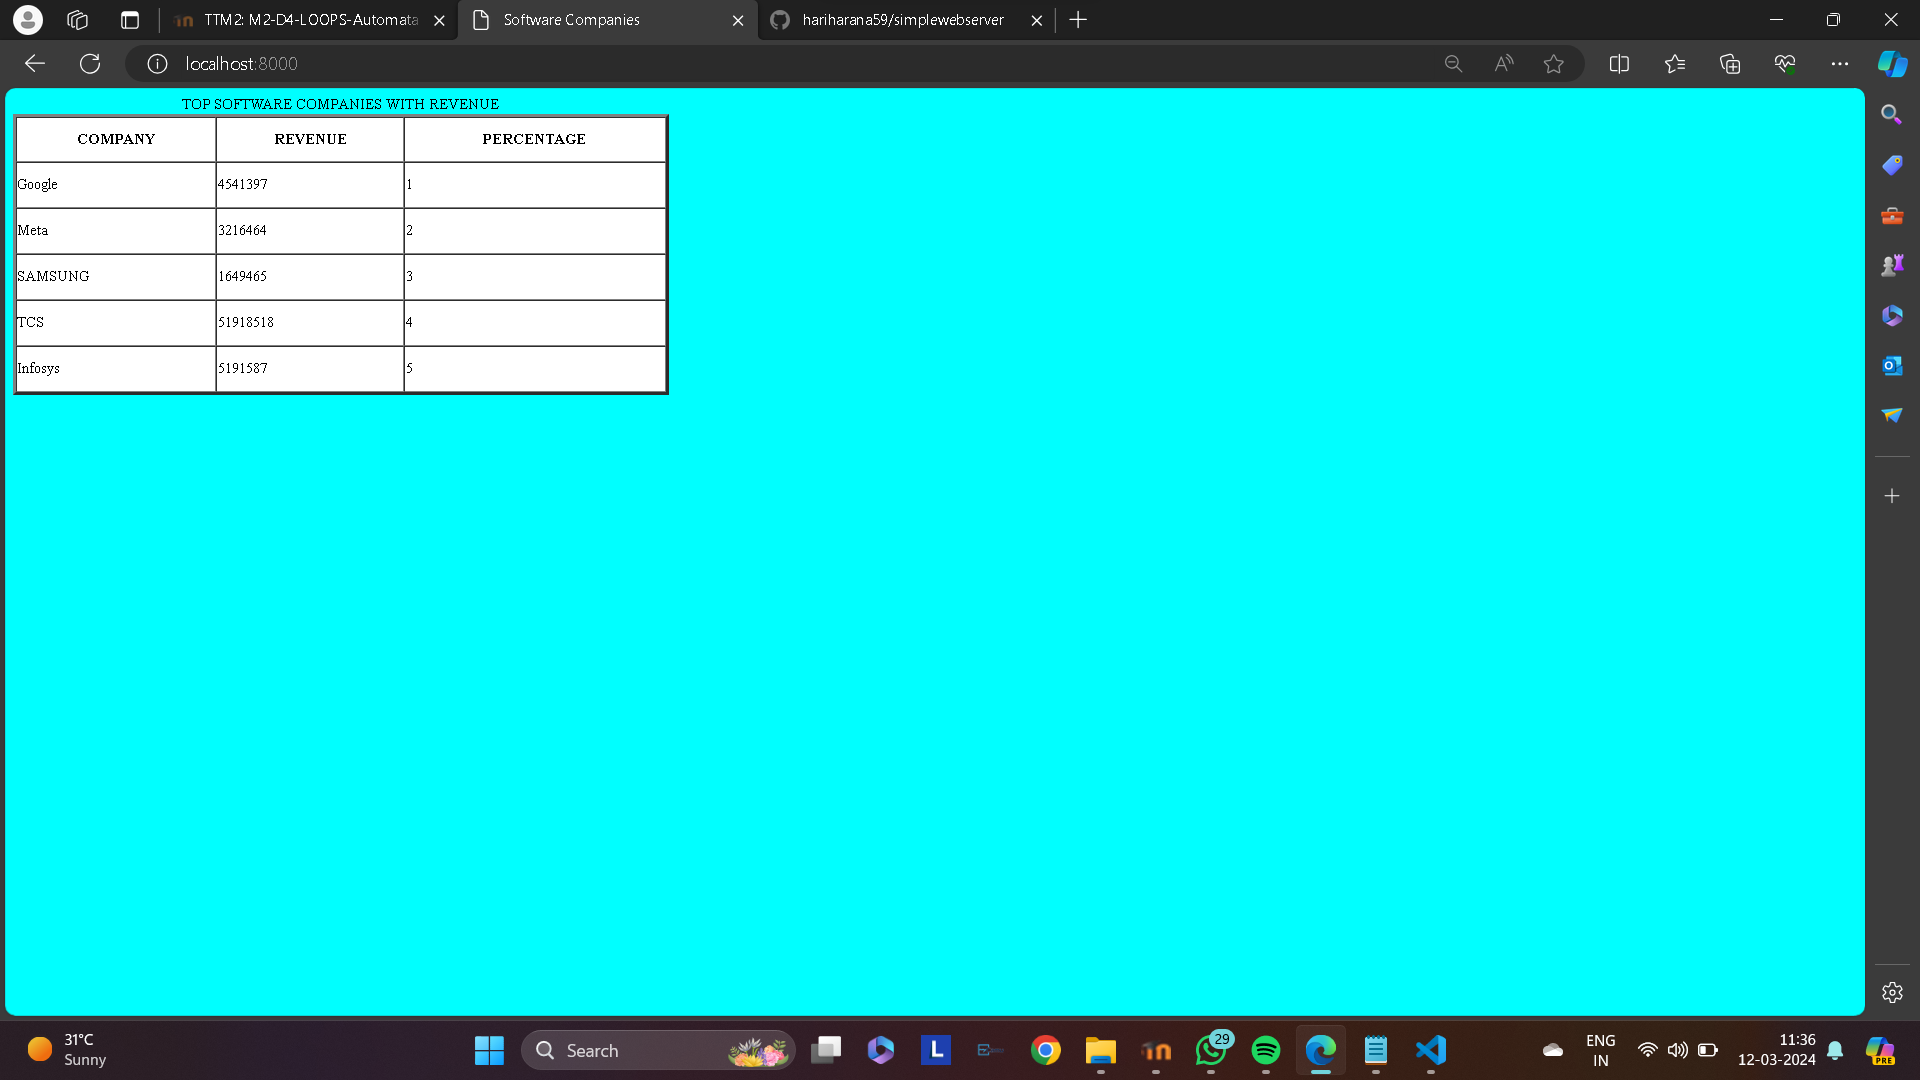 TTM2: M2-D4-LOOPS-Automata
Software Companies
hariharana59/simplewebserver
localhost:8000
TOP SOFTWARE COMPANIES WITH REVENUE
COMPANY REVENUE PERCENTAGE
Google 4541397 1
Meta 3216464 2
SAMSUNG 1649465 3
TCS 51918518 4
Infosys 5191587 5
31°C
Sunny
Search
L
29
ENG
IN
11:36
12-03-2024
PRE